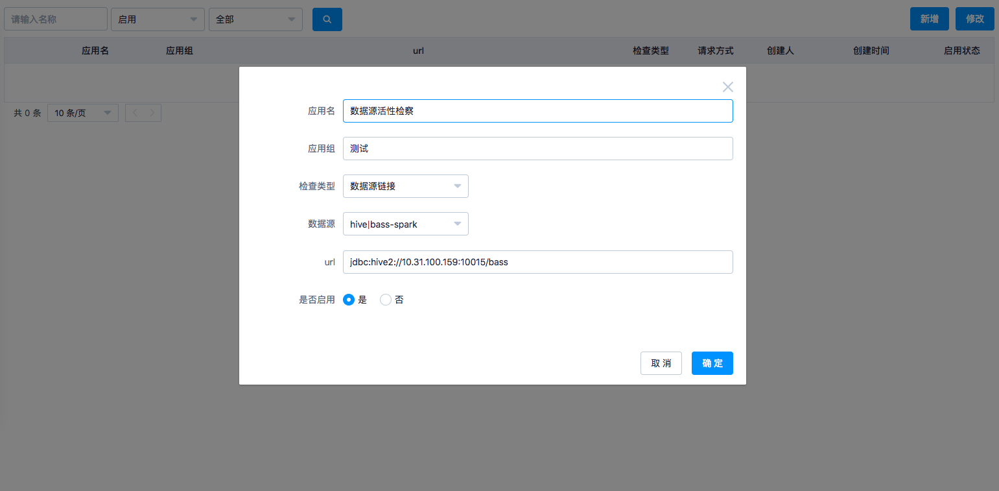 请输入名称 启用 全部 新增 修改
应用名 应用组 url 检查类型 请求方式 创建人 创建时间 启用状态
共 0 条 10 条/页
应用名 数据源活性检察
应用组 测试
检查类型 数据源链接
数据源 hive|bass-spark
url jdbc:hive2://10.31.100.159:10015/bass
是否启用 是 否
取 消 确 定